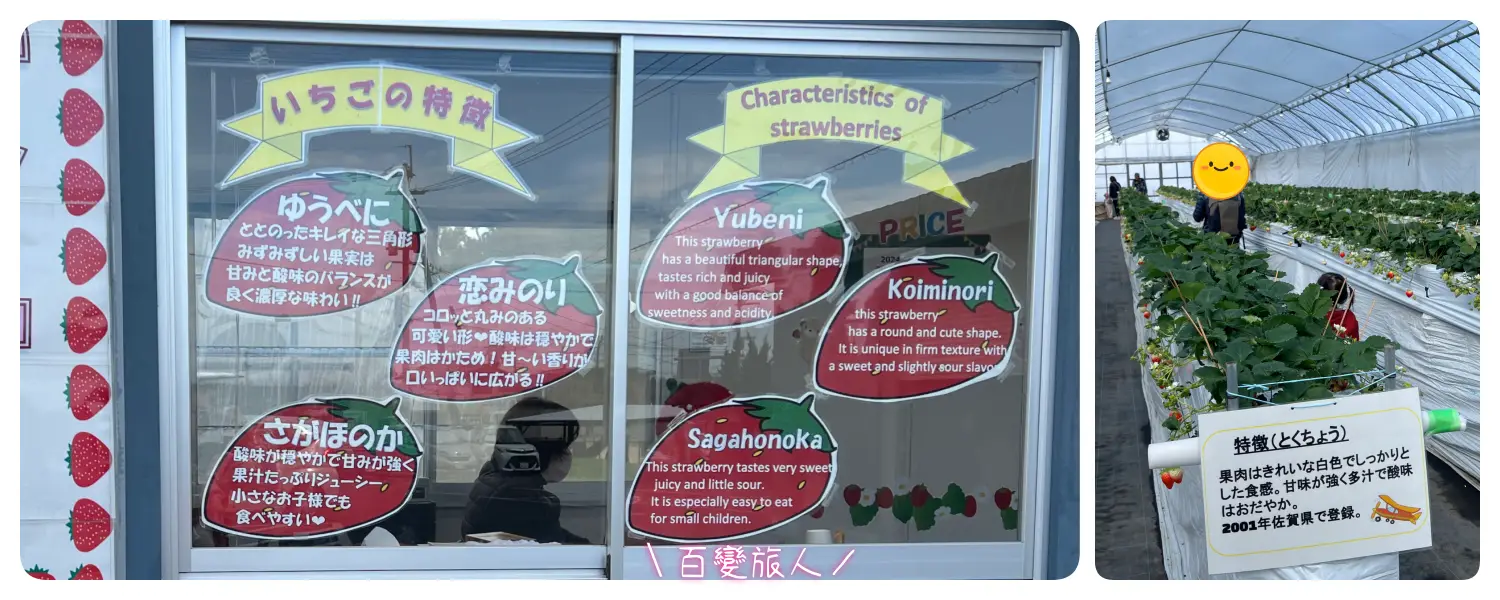 いちごの特徴
ゆうべに
ととのったキレイな三角形
みずみずしい果実は
甘みと酸味のバランスが
良く濃厚な味わい!!
恋みのり
コロッと丸みのある
可愛い形❤酸味は穏やかで
果肉はかため！甘〜い香りが
口いっぱいに広がる!!
さがほのか
酸味が穏やかで甘みが強く
果汁たっぷりジューシー
小さなお子様でも
食べやすい❤
Characteristics of
strawberries
Yubeni
This strawberry
has a beautiful triangular shape,
tastes rich and juicy
with a good balance of
sweetness and acidity.
PRICE
Koiminori
this strawberry
has a round and cute shape.
It is unique in firm texture with
a sweet and slightly sour slavor
Sagahonoka
This strawberry tastes very sweet
juicy and little sour.
It is especially easy to eat
for small children.
\ 百變旅人 /
特徴（とくちょう）
果肉はきれいな白色でしっかりと
した食感。甘味が強く多汁で酸味
はおだやか。
2001年佐賀県で登録。